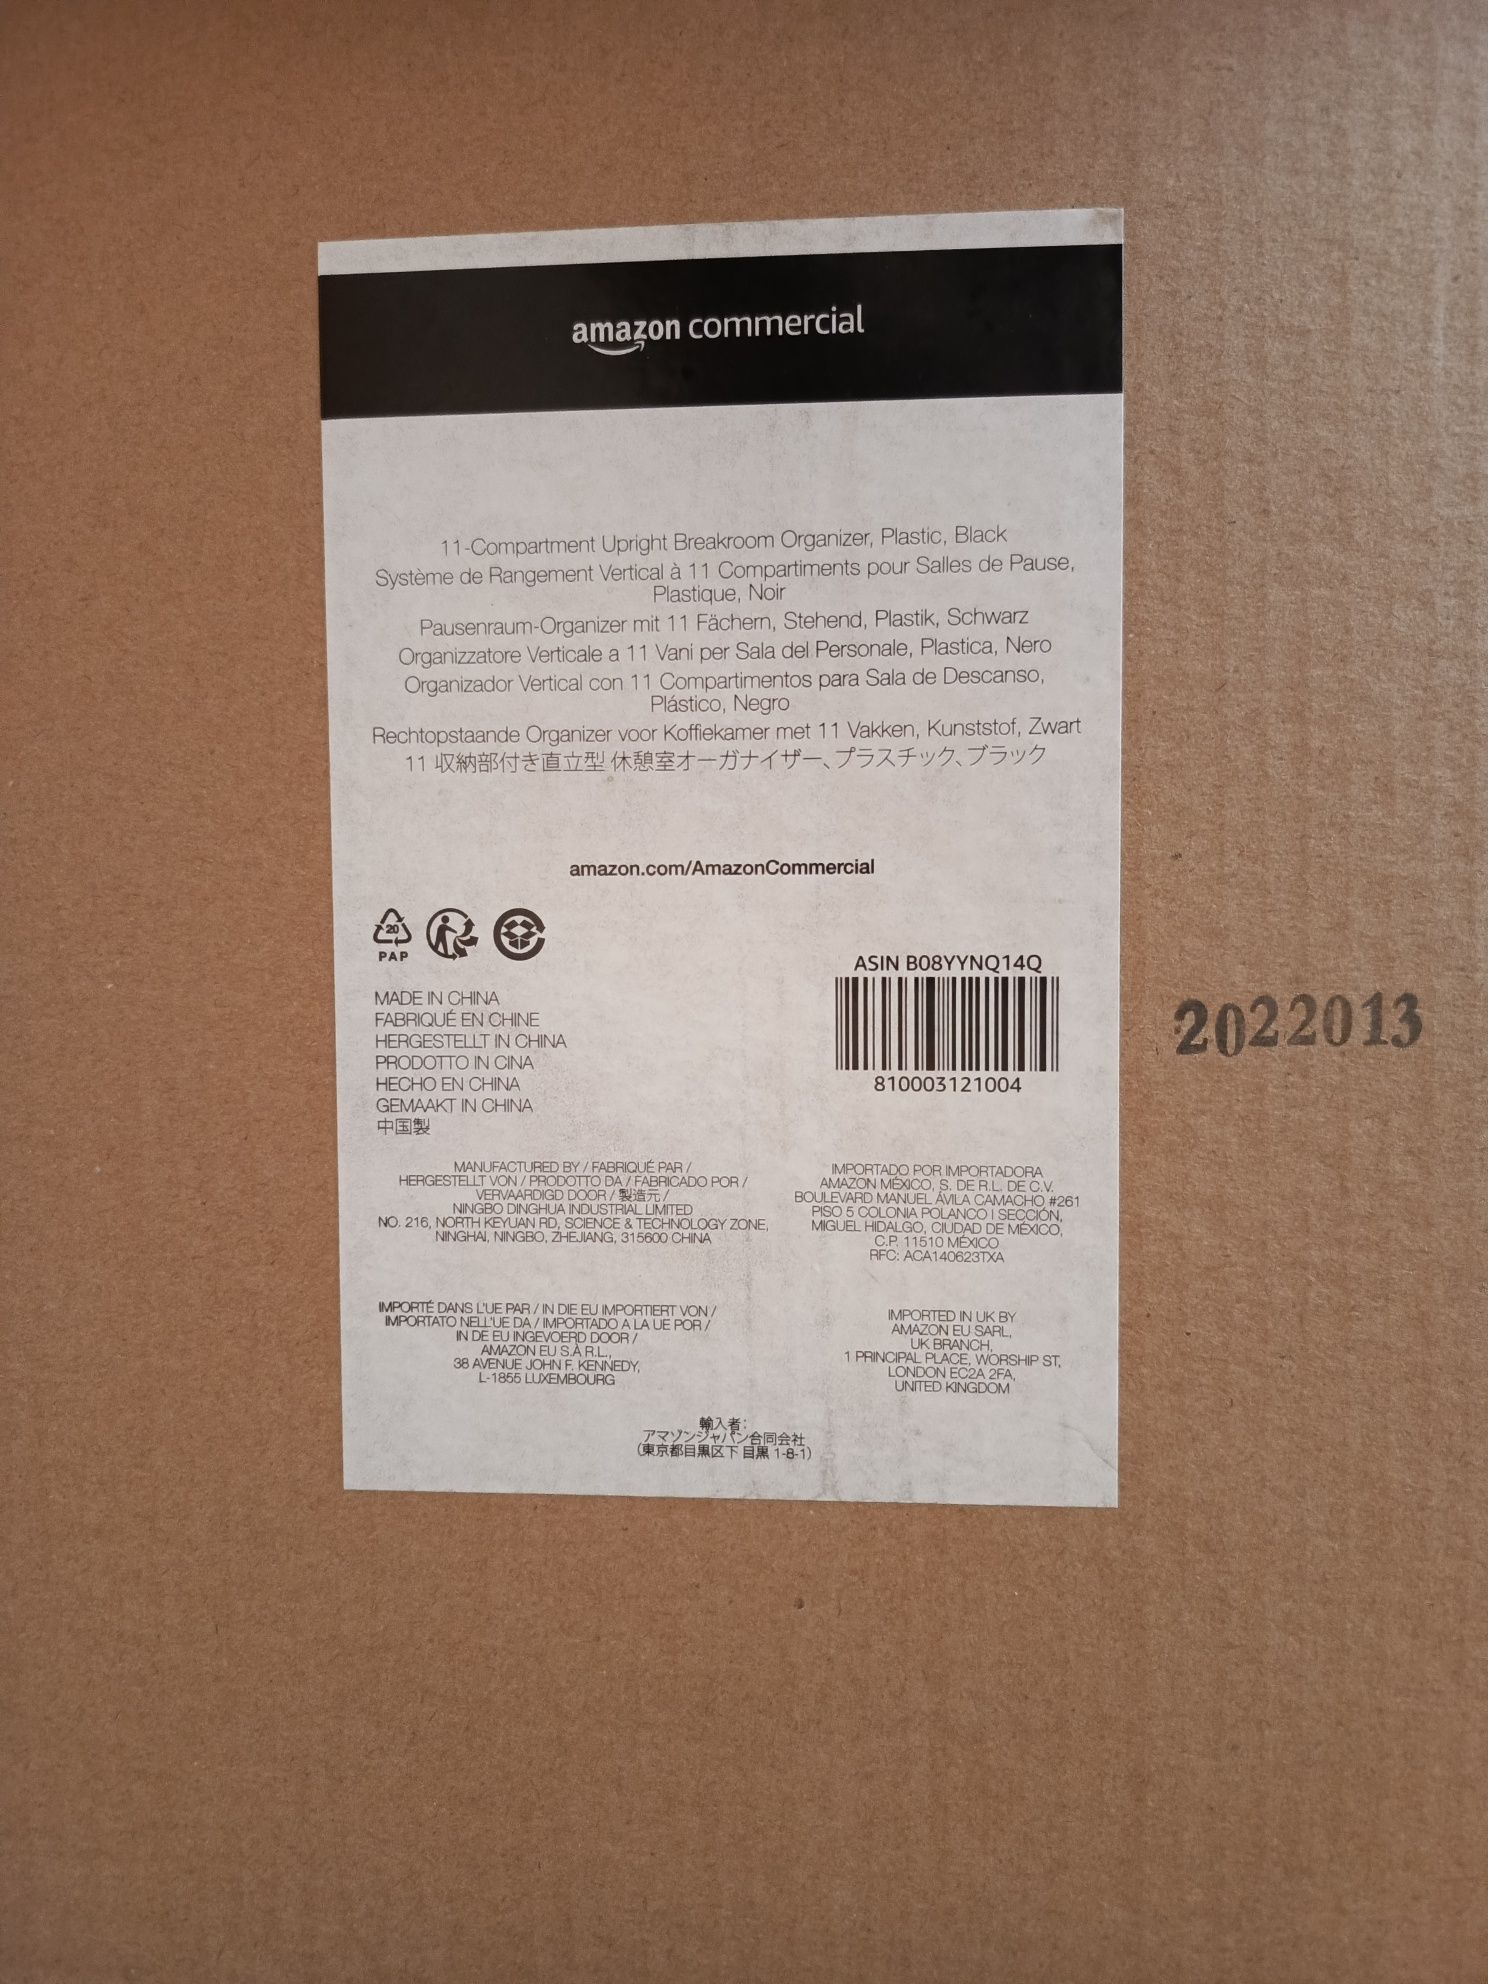 amazon commercial
11-Compartment Upright Breakroom Organizer, Plastic, Black
Système de Rangement Vertical à 11 Compartiments pour Salles de Pause,
Plastique, Noir
Pausenraum-Organizer mit 11 Fächern, Stehend, Plastik, Schwarz
Organizzatore Verticale a 11 Vani per Sala del Personale, Plastica, Nero
Organizador Vertical con 11 Compartimentos para Sala de Descanso,
Plástico, Negro
Rechtopstaande Organizer voor Koffiekamer met 11 Vakken, Kunststof, Zwart
11 収納部付き直立型 休憩室オーガナイザー、プラスチック、ブラック
amazon.com/AmazonCommercial
20
PAP
ASIN B08YYNQ14Q
810003121004
2022013
MADE IN CHINA
FABRIQUÉ EN CHINE
HERGESTELLT IN CHINA
PRODOTTO IN CINA
HECHO EN CHINA
GEMAAKT IN CHINA
中国製
MANUFACTURED BY / FABRIQUÉ PAR /
HERGESTELLT VON / PRODOTTO DA / FABRICADO POR /
VERVAARDIGD DOOR / 製造元 /
NINGBO DINGHUA INDUSTRIAL LIMITED
NO. 216, NORTH KEYUAN RD, SCIENCE & TECHNOLOGY ZONE,
NINGHAI, NINGBO, ZHEJIANG, 315600 CHINA
IMPORTADO POR IMPORTADORA
AMAZON MÉXICO, S. DE R.L. DE C.V.
BOULEVARD MANUEL ÁVILA CAMACHO #261
PISO 5 COLONIA POLANCO I SECCIÓN,
MIGUEL HIDALGO, CIUDAD DE MÉXICO,
C.P. 11510 MÉXICO
RFC: ACA140623TXA
IMPORTÉ DANS L'UE PAR / IN DIE EU IMPORTIERT VON /
IMPORTATO NELL'UE DA / IMPORTADO A LA UE POR /
IN DE EU INGEVOERD DOOR /
AMAZON EU S.À R.L.,
38 AVENUE JOHN F. KENNEDY,
L-1855 LUXEMBOURG
IMPORTED IN UK BY
AMAZON EU SARL,
UK BRANCH,
1 PRINCIPAL PLACE, WORSHIP ST,
LONDON EC2A 2FA,
UNITED KINGDOM
輸入者:
アマゾンジャパン合同会社
(東京都目黒区下目黒 1-8-1)